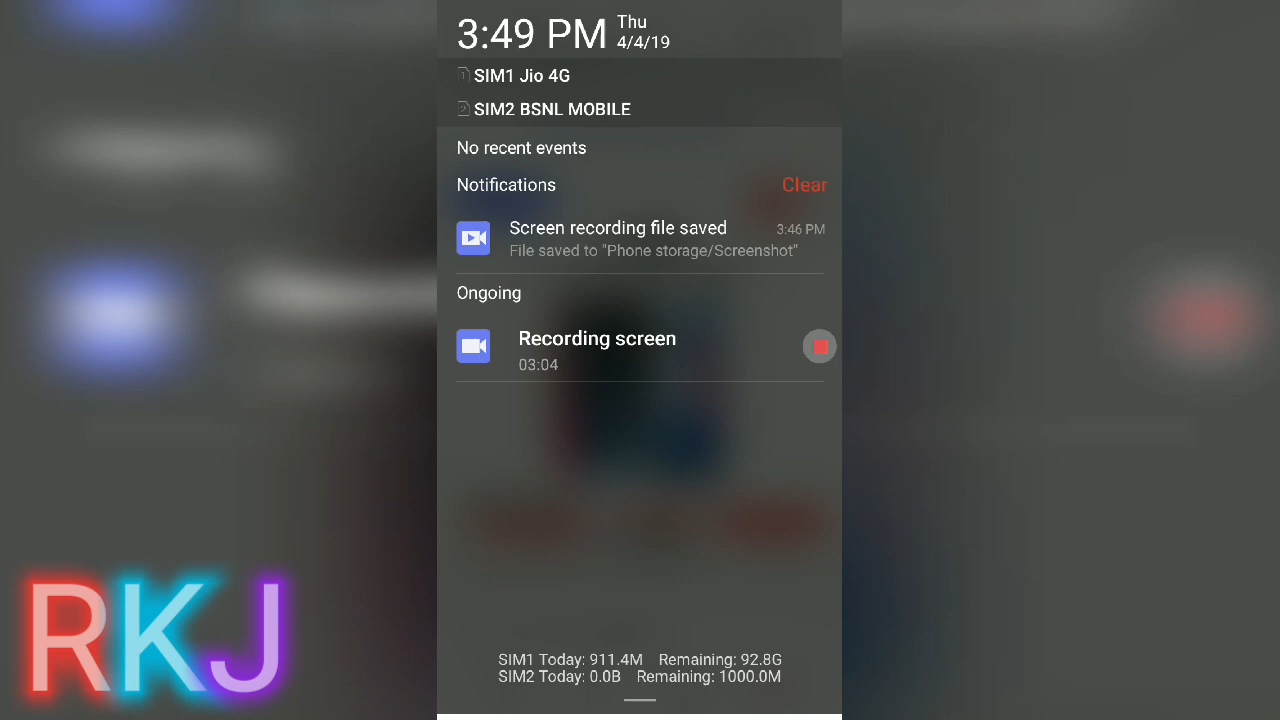 3:49 PM
Thu
4/4/19
1 SIM1 Jio 4G
2 SIM2 BSNL MOBILE
No recent events
Notifications
Clear
Screen recording file saved
3:46 PM
File saved to "Phone storage/Screenshot"
Ongoing
Recording screen
03:04
SIM1 Today: 911.4M Remaining: 92.8G
SIM2 Today: 0.0B Remaining: 1000.0M
RKJ